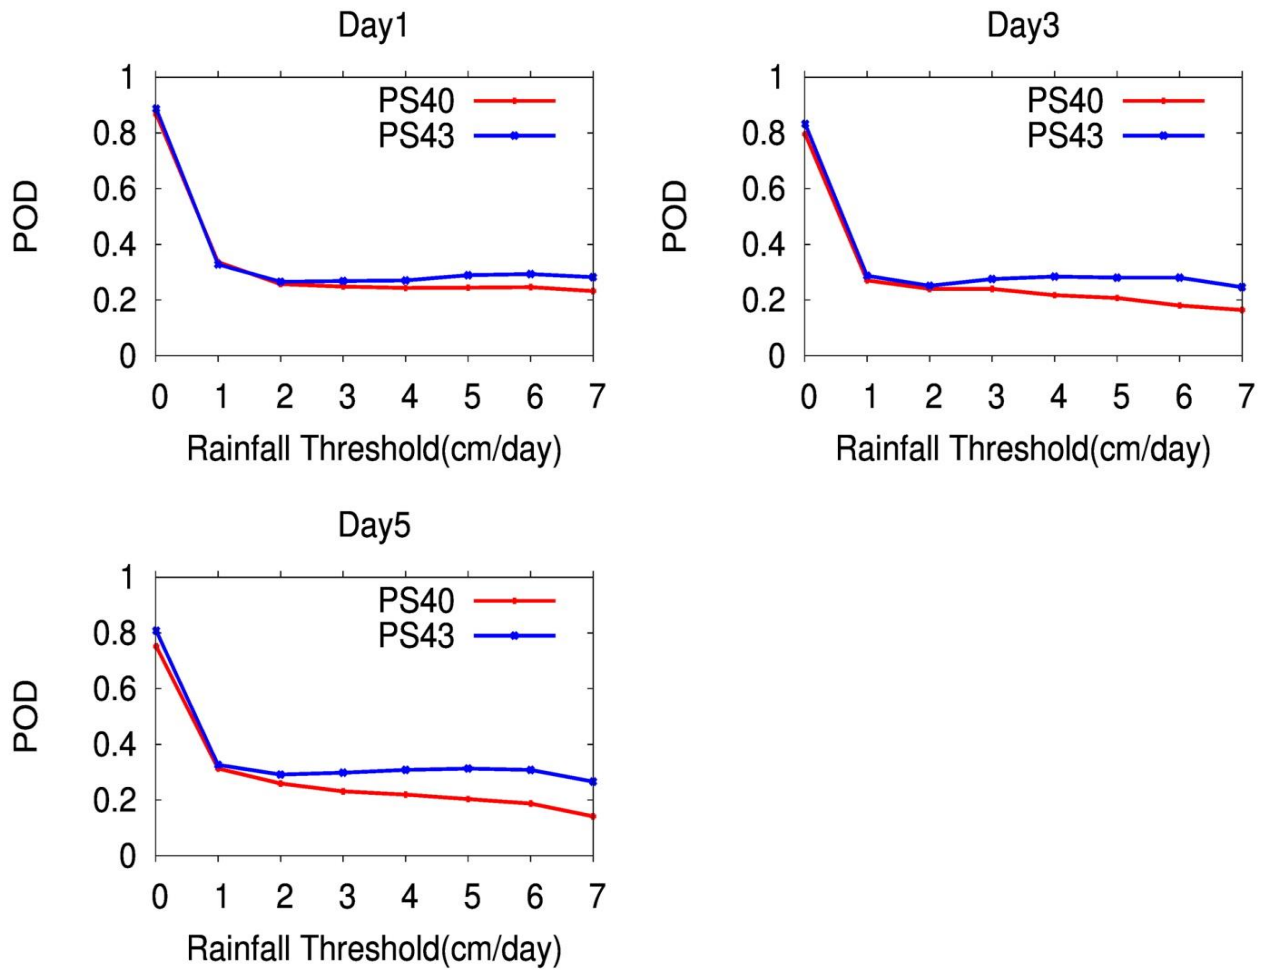 Day1
1
0.8
0.6
0.4
0.2
0
POD
PS40
PS43
0 1 2 3 4 5 6 7
Rainfall Threshold(cm/day)
Day3
1
0.8
0.6
0.4
0.2
0
POD
PS40
PS43
0 1 2 3 4 5 6 7
Rainfall Threshold(cm/day)
Day5
1
0.8
0.6
0.4
0.2
0
POD
PS40
PS43
0 1 2 3 4 5 6 7
Rainfall Threshold(cm/day)